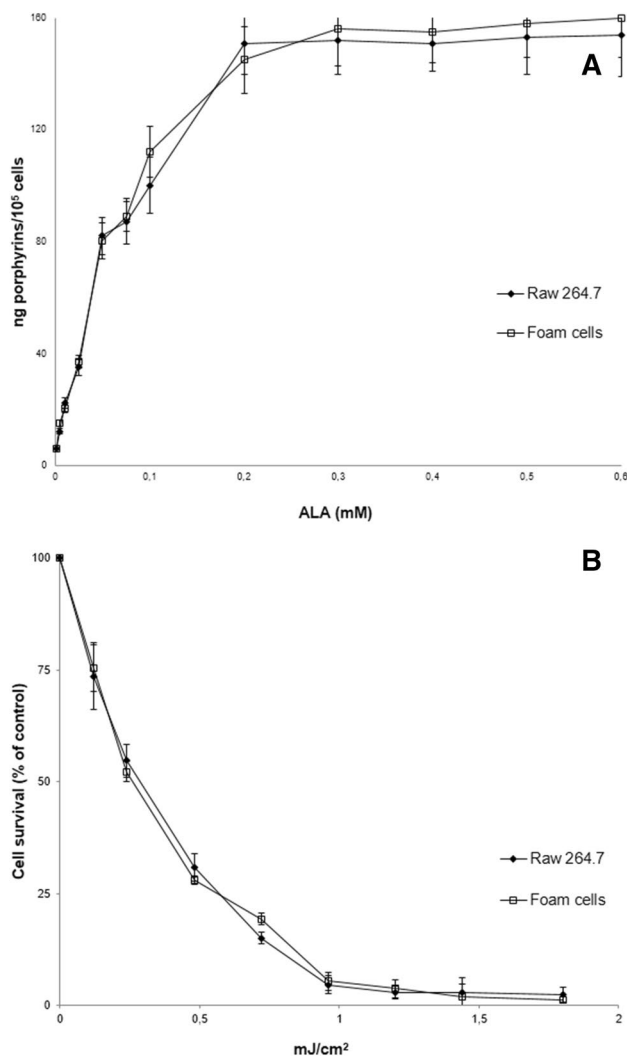 A
ng porphyrins/10⁵ cells
160
120
80
40
0
Raw 264.7
Foam cells
0
0,1
0,2
0,3
0,4
0,5
0,6
ALA (mM)
B
Cell survival (% of control)
100
75
50
25
0
Raw 264.7
Foam cells
0
0,5
1
1,5
2
mJ/cm²